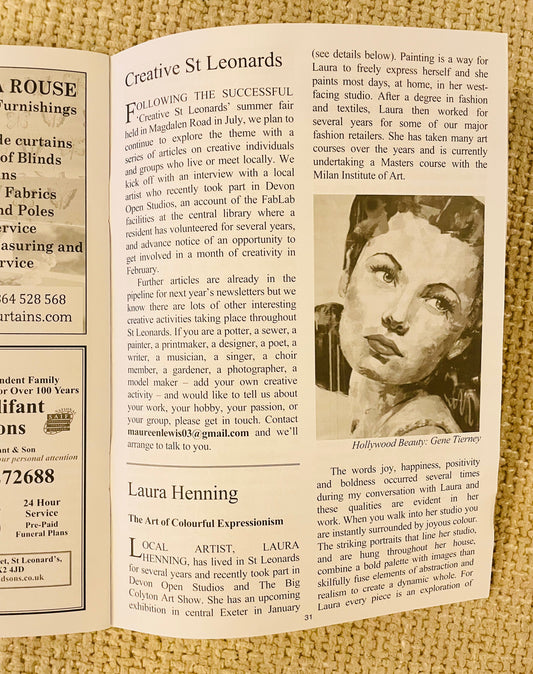 A ROUSE
Furnishings
de curtains
of Blinds
ns
Fabrics
nd Poles
ervice
asuring and
rvice
864 528 568
urtains.com
ndent Family
or Over 100 Years
lifant
ons
SAIF
ant & Son
our personal attention
72688
24 Hour
Service
Pre-Paid
Funeral Plans
et, St Leonard's,
X2 4JD
dsons.co.uk
Creative St Leonards
FOLLOWING THE SUCCESSFUL
'Creative St Leonards' summer fair
held in Magdalen Road in July, we plan to
continue to explore the theme with a
series of articles on creative individuals
and groups who live or meet locally. We
kick off with an interview with a local
artist who recently took part in Devon
Open Studios, an account of the FabLab
facilities at the central library where a
resident has volunteered for several years,
and advance notice of an opportunity to
get involved in a month of creativity in
February.
Further articles are already in the
pipeline for next year's newsletters but we
know there are lots of other interesting
creative activities taking place throughout
St Leonards. If you are a potter, a sewer, a
painter, a printmaker, a designer, a poet, a
writer, a musician, a singer, a choir
member, a gardener, a photographer, a
model maker – add your own creative
activity – and would like to tell us about
your work, your hobby, your passion, or
your group, please get in touch. Contact
maureenlewis03@gmail.com and we'll
arrange to talk to you.
Laura Henning
The Art of Colourful Expressionism
LOCAL ARTIST, LAURA
HENNING, has lived in St Leonards
for several years and recently took part in
Devon Open Studios and The Big
Colyton Art Show. She has an upcoming
exhibition in central Exeter in January
(see details below). Painting is a way for
Laura to freely express herself and she
paints most days, at home, in her west-
facing studio. After a degree in fashion
and textiles, Laura then worked for
several years for some of our major
fashion retailers. She has taken many art
courses over the years and is currently
undertaking a Masters course with the
Milan Institute of Art.
Hollywood Beauty: Gene Tierney
The words joy, happiness, positivity
and boldness occurred several times
during my conversation with Laura and
these qualities are evident in her
work. When you walk into her studio you
are instantly surrounded by joyous colour.
The striking portraits that line her studio,
and are hung throughout her house,
combine a bold palette with images than
skilfully fuse elements of abstraction and
realism to create a dynamic whole. For
Laura every piece is an exploration of
31